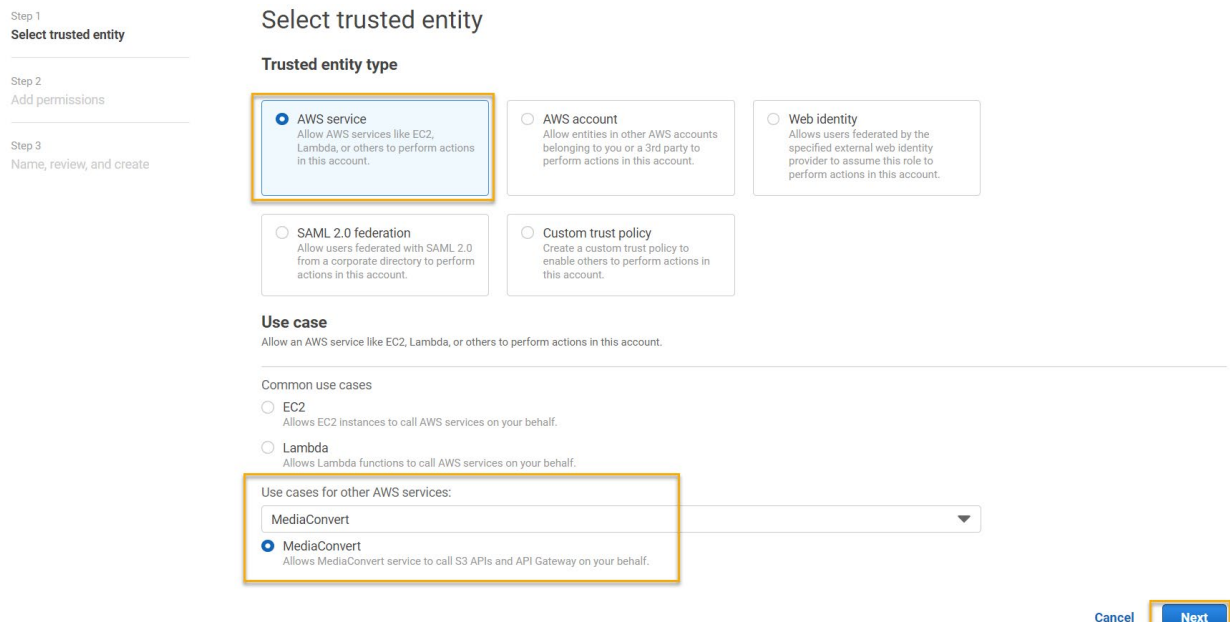 Step 1
Select trusted entity
Step 2
Add permissions
Step 3
Name, review, and create
Select trusted entity
Trusted entity type
AWS service
Allow AWS services like EC2,
Lambda, or others to perform actions
in this account.
AWS account
Allow entities in other AWS accounts
belonging to you or a 3rd party to
perform actions in this account.
Web identity
Allows users federated by the
specified external web identity
provider to assume this role to
perform actions in this account.
SAML 2.0 federation
Allow users federated with SAML 2.0
from a corporate directory to perform
actions in this account.
Custom trust policy
Create a custom trust policy to
enable others to perform actions in
this account.
Use case
Allow an AWS service like EC2, Lambda, or others to perform actions in this account.
Common use cases
EC2
Allows EC2 instances to call AWS services on your behalf.
Lambda
Allows Lambda functions to call AWS services on your behalf.
Use cases for other AWS services:
MediaConvert
MediaConvert
Allows MediaConvert service to call S3 APIs and API Gateway on your behalf.
Cancel Next